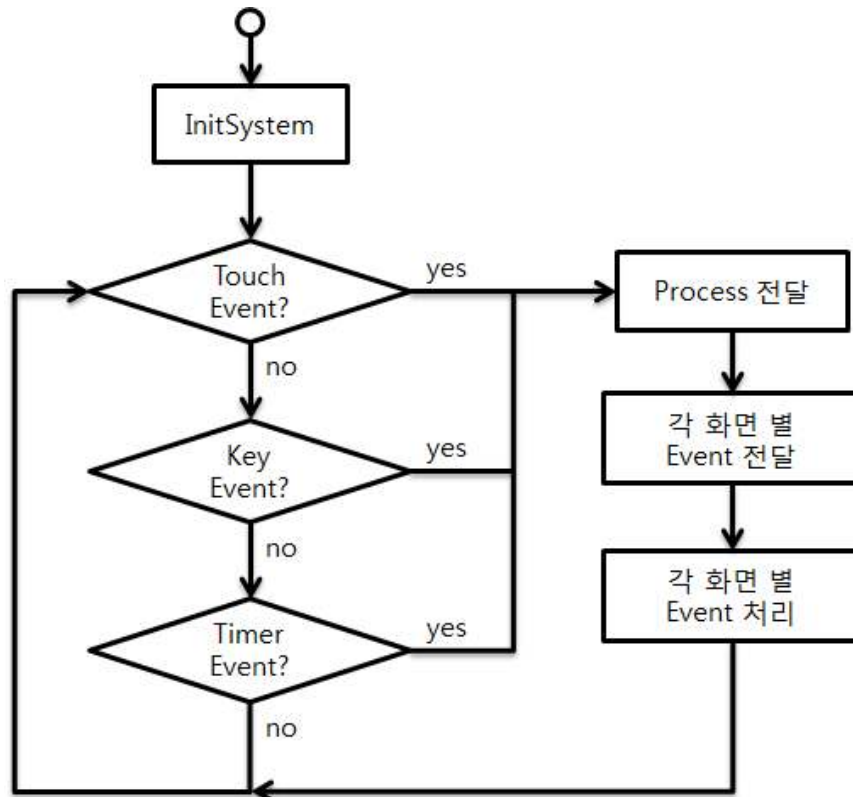 InitSystem
Touch
Event?
yes
Process 전달
no
각 화면 별
Event 전달
Key
Event?
yes
no
각 화면 별
Event 처리
Timer
Event?
yes
no